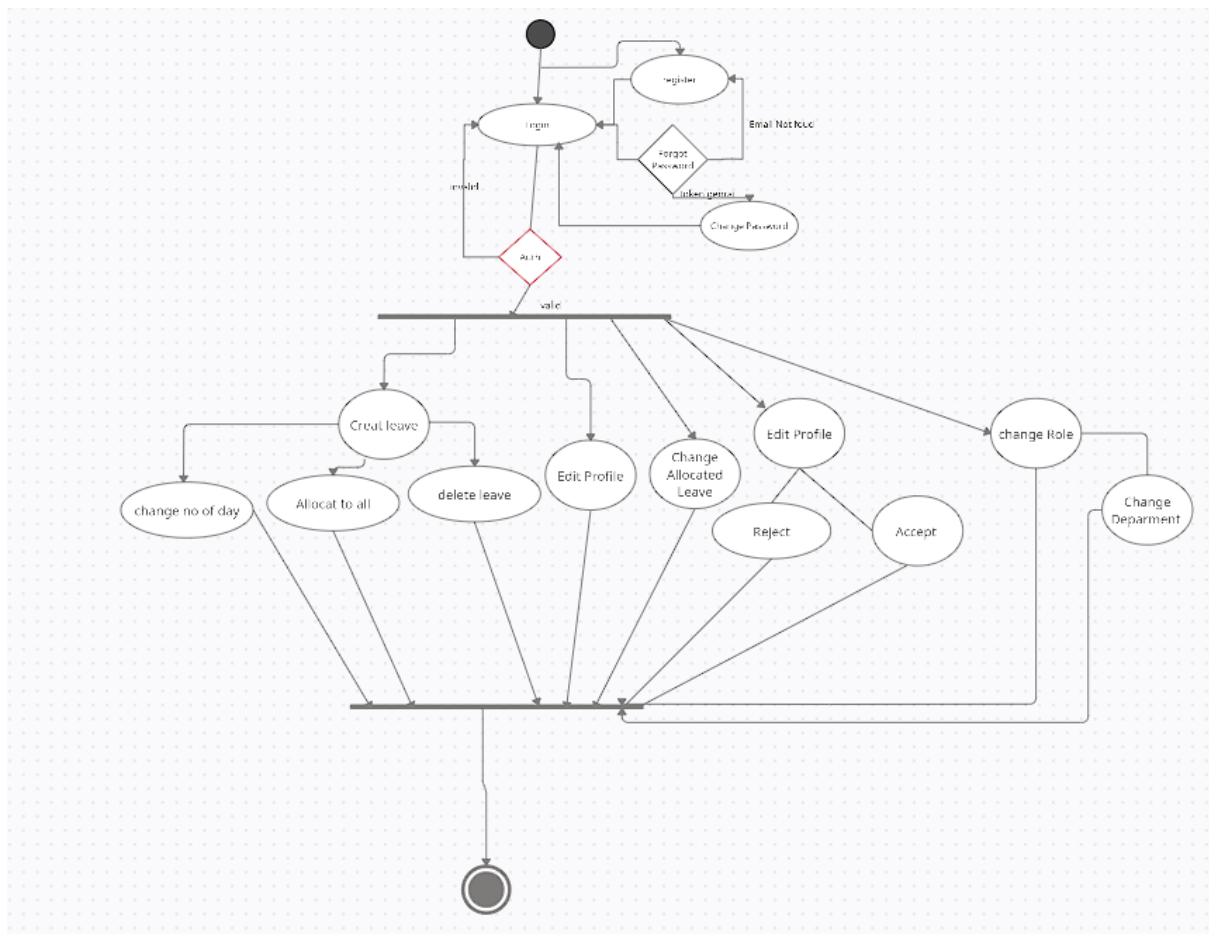 register
Login
Email Not foud
Forgot
Password
invalid
Change Password
Auth
valid
Creat leave
Edit Profile
change Role
Change
Allocated
Leave
Edit Profile
delete leave
Allocat to all
change no of day
Change
Deparment
Reject
Accept